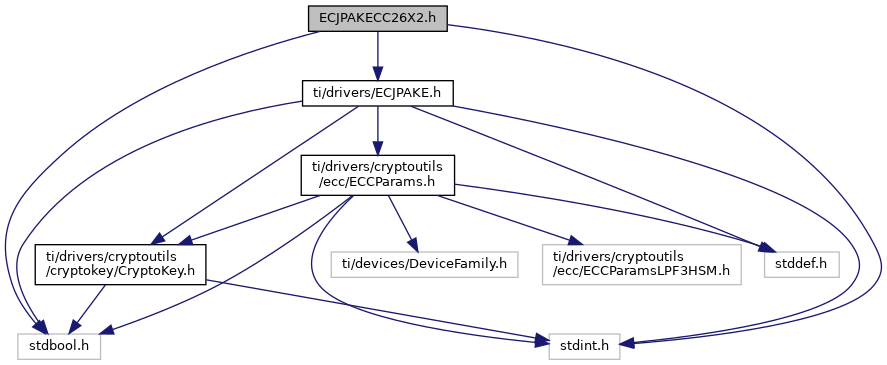 ECJPAKECC26X2.h
ti/drivers/ECJPAKE.h
ti/drivers/cryptoutils
/ecc/ECCParams.h
ti/drivers/cryptoutils
/cryptokey/CryptoKey.h
ti/devices/DeviceFamily.h
ti/drivers/cryptoutils
/ecc/ECCParamsLPF3HSM.h
stddef.h
stdbool.h
stdint.h